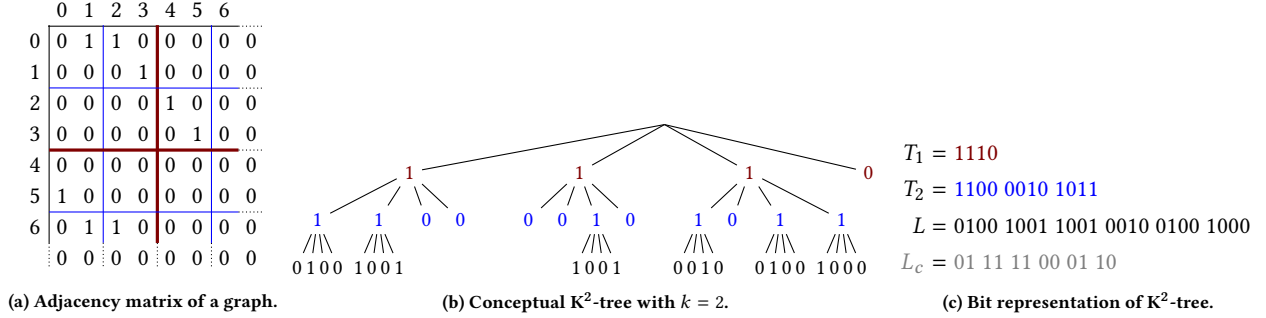 0 1 2 3 4 5 6
0 0 1 1 0 0 0 0 0
1 0 0 0 1 0 0 0 0
2 0 0 0 0 1 0 0 0
3 0 0 0 0 0 1 0 0
4 0 0 0 0 0 0 0 0
5 1 0 0 0 0 0 0 0
6 0 1 1 0 0 0 0 0
0 0 0 0 0 0 0 0
(a) Adjacency matrix of a graph.
1 1 1 0
1 1 0 0 0 0 1 0 1 0 1 1
0 1 0 0 1 0 0 1 1 0 0 1 0 0 1 0 0 1 0 0 1 0 0 0
(b) Conceptual K²-tree with k = 2.
T₁ = 1110
T₂ = 1100 0010 1011
L = 0100 1001 1001 0010 0100 1000
L_c = 01 11 11 00 01 10
(c) Bit representation of K²-tree.